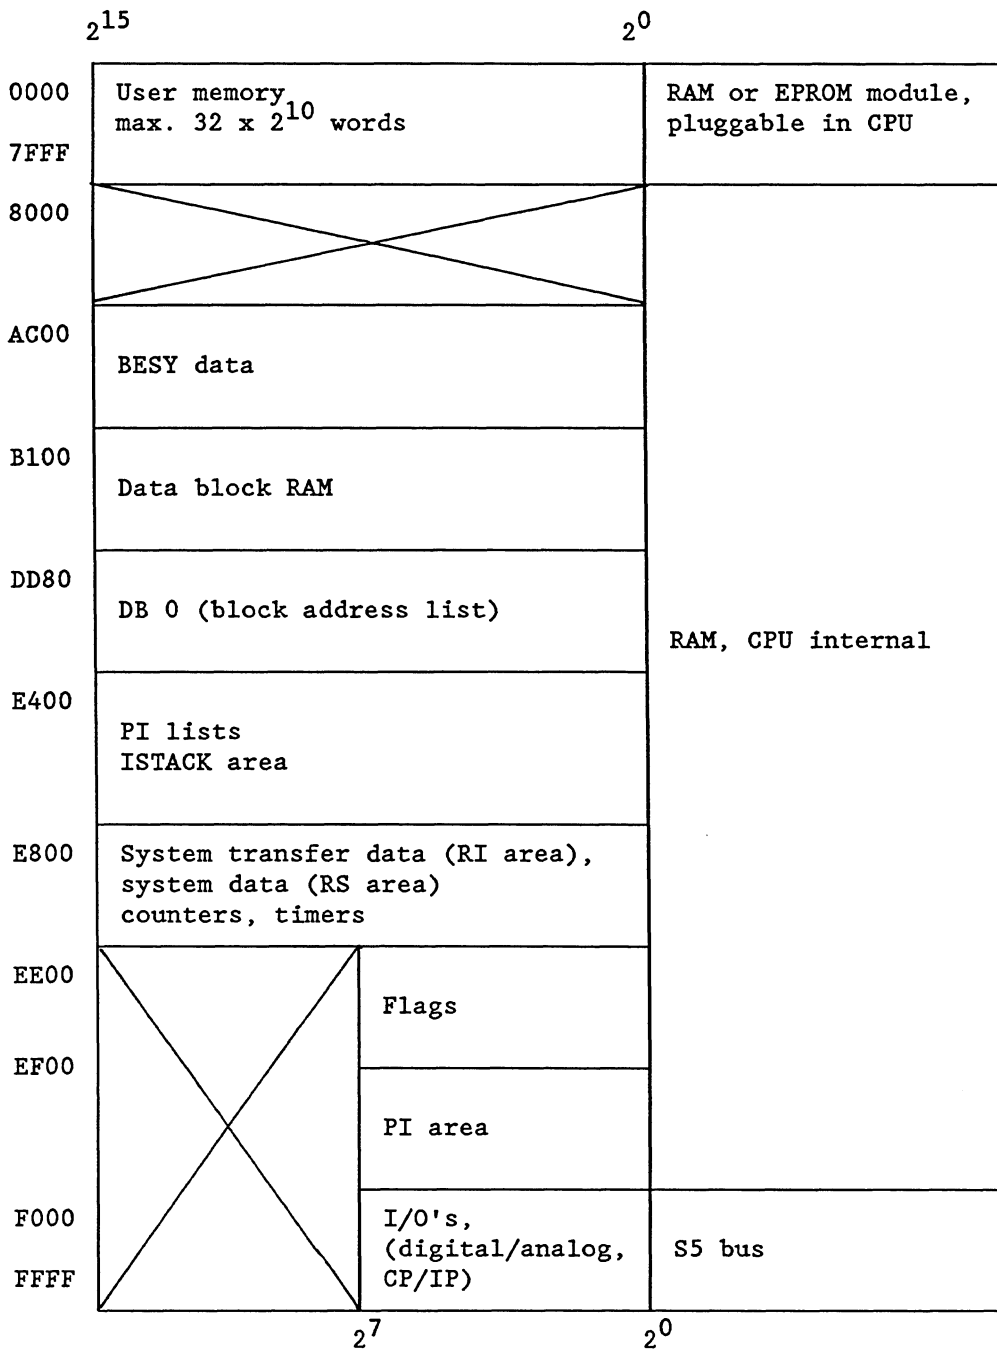 2^15 2^0
0000 User memory RAM or EPROM module,
max. 32 x 2^10 words pluggable in CPU
7FFF
8000
AC00
BESY data
B100
Data block RAM
DD80
DB 0 (block address list)
RAM, CPU internal
E400
PI lists
ISTACK area
E800 System transfer data (RI area),
system data (RS area)
counters, timers
EE00
Flags
EF00
PI area
F000 I/O's,
(digital/analog, S5 bus
FFFF CP/IP)
2^7 2^0